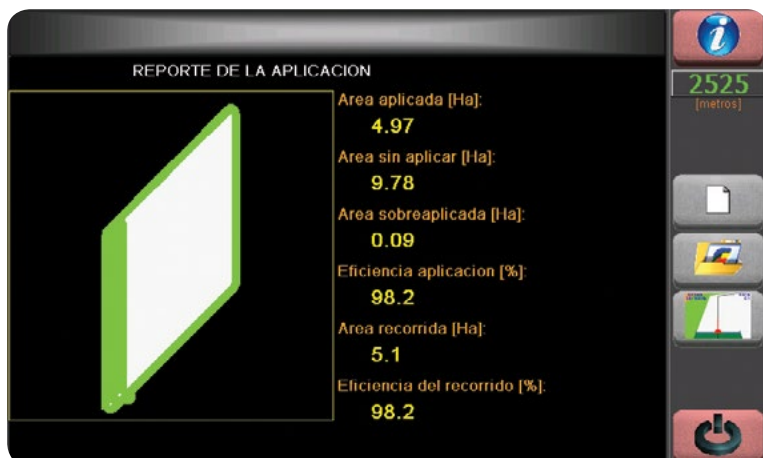 REPORTE DE LA APLICACION
Area aplicada [Ha]:
4.97
Area sin aplicar [Ha]:
9.78
Area sobreaplicada [Ha]:
0.09
Eficiencia aplicacion [%]:
98.2
Area recorrida [Ha]:
5.1
Eficiencia del recorrido [%]:
98.2
i
2525
[metros]